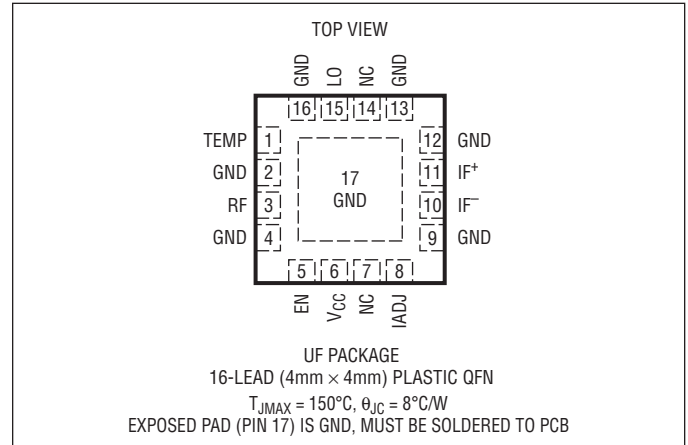 TOP VIEW
GND LO NC GND
16 15 14 13
TEMP 1
GND 2
RF 3
GND 4
17
GND
12 GND
11 IF+
10 IF−
9 GND
5 6 7 8
EN VCC NC IADJ
UF PACKAGE
16-LEAD (4mm × 4mm) PLASTIC QFN
TJMAX = 150°C, θJC = 8°C/W
EXPOSED PAD (PIN 17) IS GND, MUST BE SOLDERED TO PCB